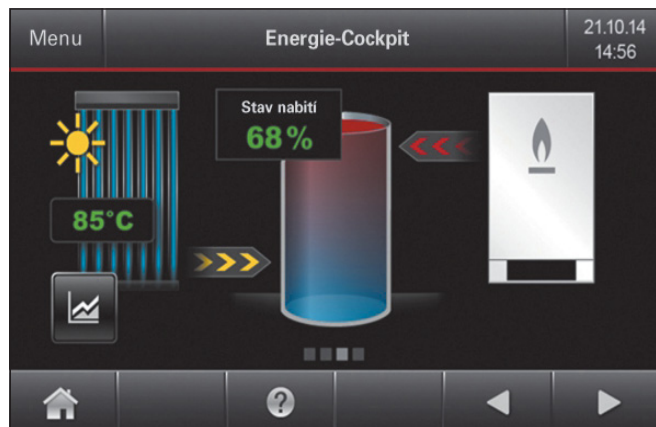 Menu
Energie-Cockpit
21.10.14
14:56
Stav nabití
68%
85°C
?